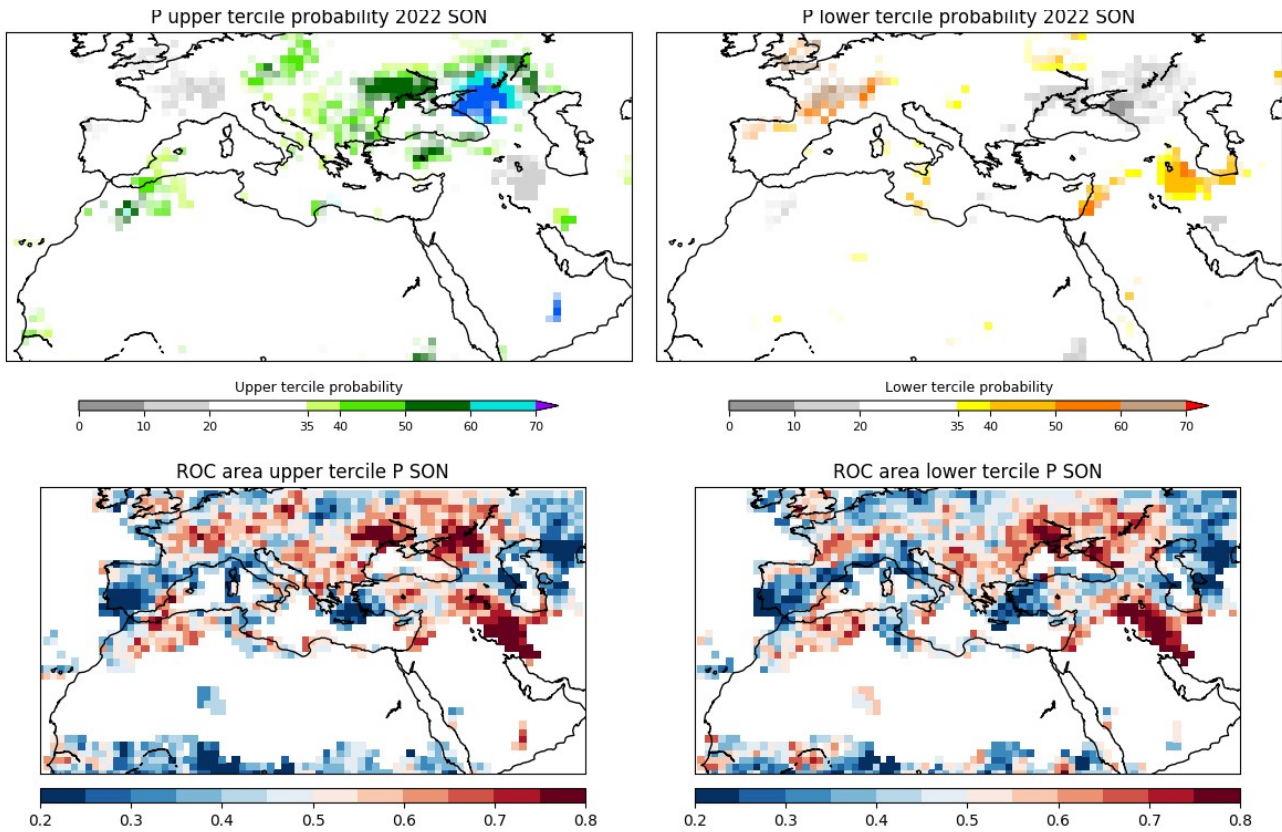 P upper tercile probability 2022 SON
P lower tercile probability 2022 SON
Upper tercile probability
0 10 20 35 40 50 60 70
Lower tercile probability
0 10 20 35 40 50 60 70
ROC area upper tercile P SON
ROC area lower tercile P SON
0.2 0.3 0.4 0.5 0.6 0.7 0.8
0.2 0.3 0.4 0.5 0.6 0.7 0.8